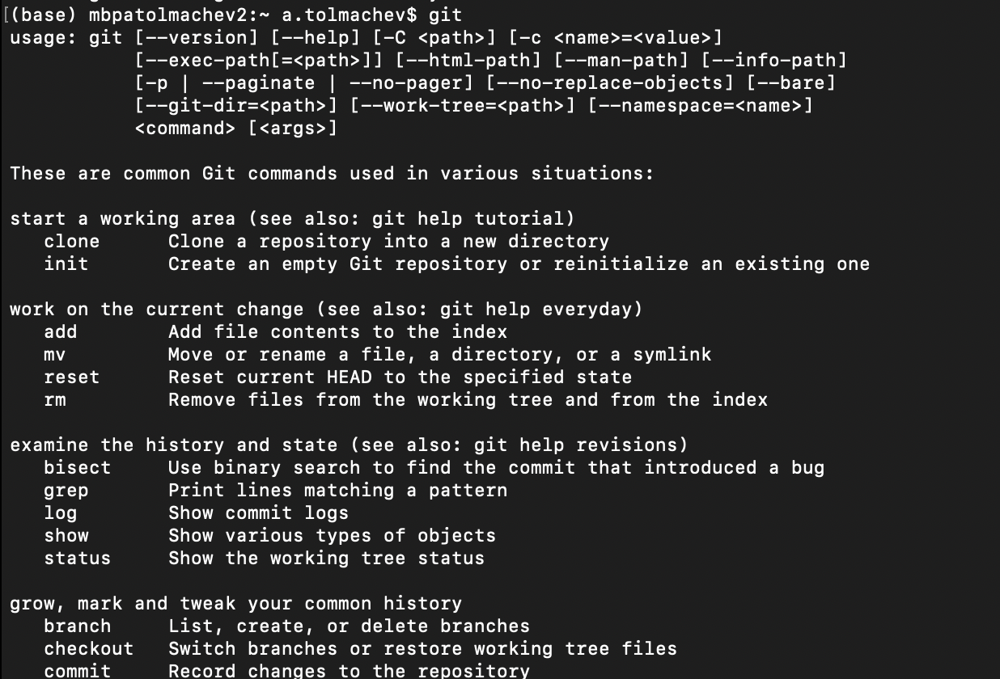 [(base) mbpatolmachev2:~ a.tolmachev$ git
usage: git [--version] [--help] [-C <path>] [-c <name>=<value>]
           [--exec-path[=<path>]] [--html-path] [--man-path] [--info-path]
           [-p | --paginate | --no-pager] [--no-replace-objects] [--bare]
           [--git-dir=<path>] [--work-tree=<path>] [--namespace=<name>]
           <command> [<args>]

These are common Git commands used in various situations:

start a working area (see also: git help tutorial)
   clone      Clone a repository into a new directory
   init       Create an empty Git repository or reinitialize an existing one

work on the current change (see also: git help everyday)
   add        Add file contents to the index
   mv         Move or rename a file, a directory, or a symlink
   reset      Reset current HEAD to the specified state
   rm         Remove files from the working tree and from the index

examine the history and state (see also: git help revisions)
   bisect     Use binary search to find the commit that introduced a bug
   grep       Print lines matching a pattern
   log        Show commit logs
   show       Show various types of objects
   status     Show the working tree status

grow, mark and tweak your common history
   branch     List, create, or delete branches
   checkout   Switch branches or restore working tree files
   commit     Record changes to the repository